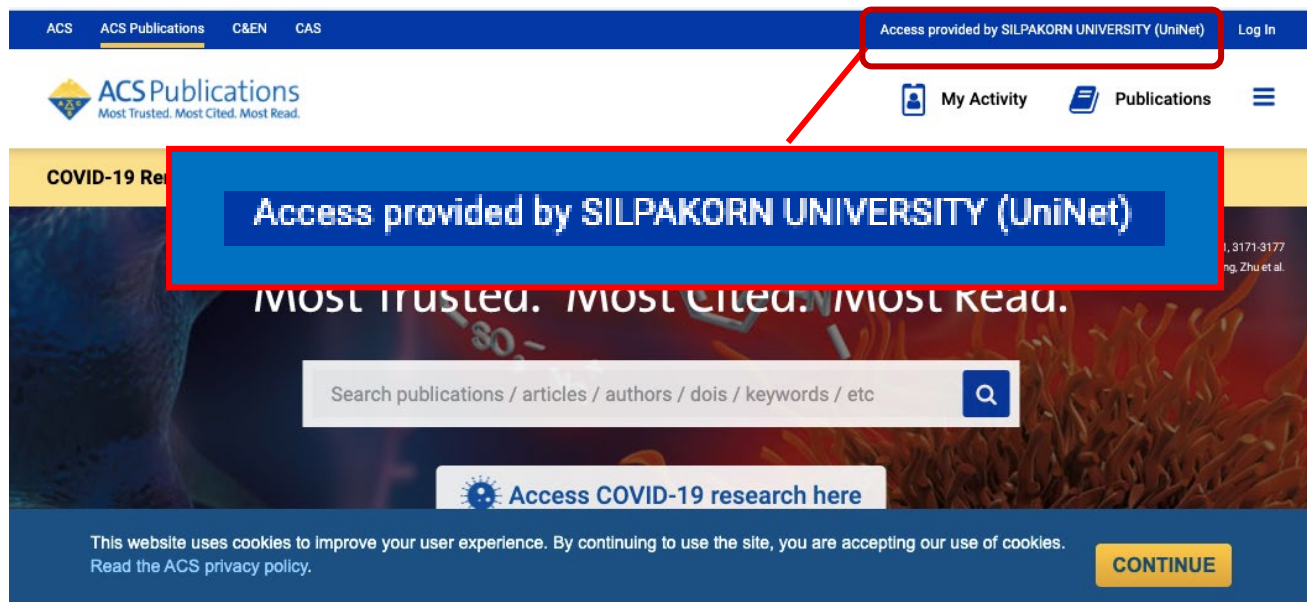 ACS ACS Publications C&EN CAS Access provided by SILPAKORN UNIVERSITY (UniNet) Log In
ACS Publications
Most Trusted. Most Cited. Most Read.
My Activity Publications
COVID-19
Access provided by SILPAKORN UNIVERSITY (UniNet)
3171-3177
Zhu et al.
Most Trusted. Most Cited. Most Read.
Search publications / articles / authors / dois / keywords / etc
Access COVID-19 research here
This website uses cookies to improve your user experience. By continuing to use the site, you are accepting our use of cookies.
Read the ACS privacy policy.
CONTINUE